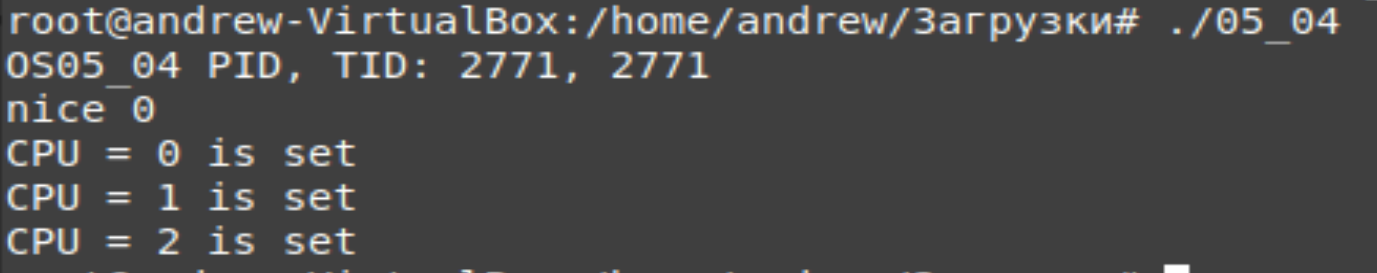 root@andrew-VirtualBox:/home/andrew/Загрузки# ./05_04
OS05_04 PID, TID: 2771, 2771
nice 0
CPU = 0 is set
CPU = 1 is set
CPU = 2 is set